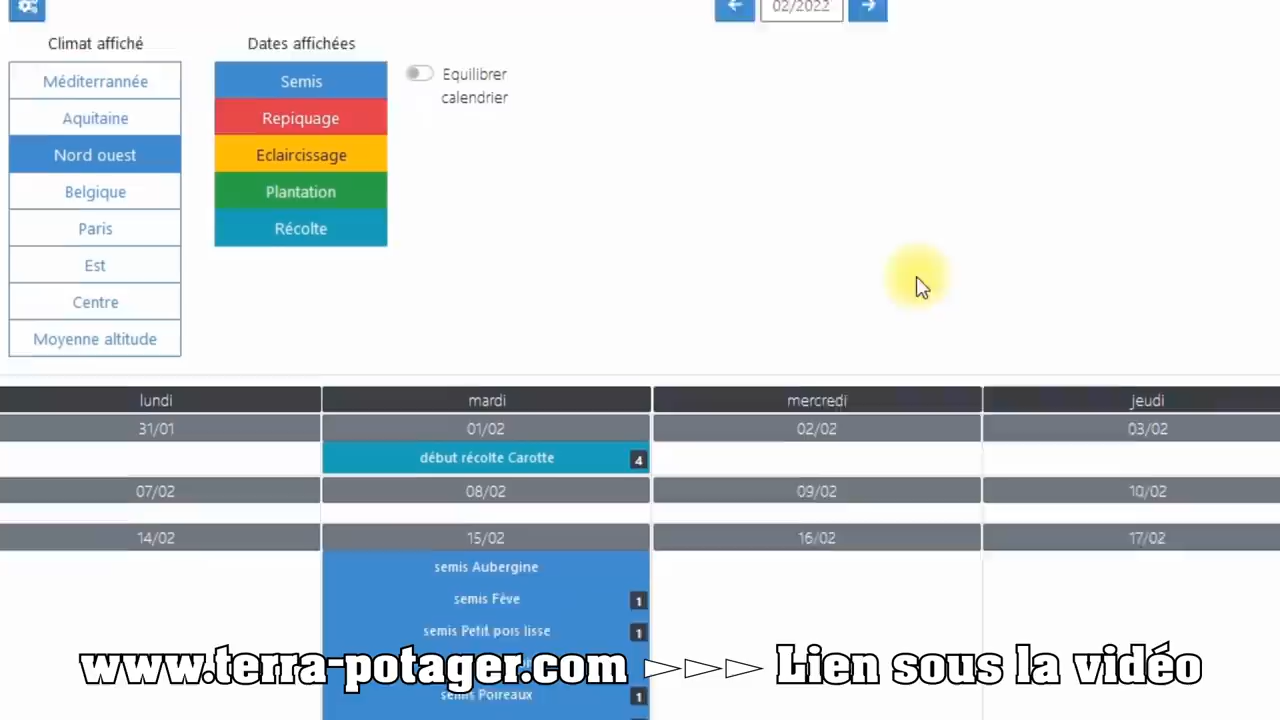 02/2022
Climat affiché
Dates affichées
Méditerrannée
Aquitaine
Nord ouest
Belgique
Paris
Est
Centre
Moyenne altitude
Semis
Repiquage
Eclaircissage
Plantation
Récolte
Equilibrer
calendrier
lundi mardi mercredi jeudi
31/01 01/02 02/02 03/02
début récolte Carotte 4
07/02 08/02 09/02 10/02
14/02 15/02 16/02 17/02
semis Aubergine
semis Fève 1
semis Petit pois lisse 1
www.terra-potager.com ▻▻▻ Lien sous la vidéo
semis Poireaux 1